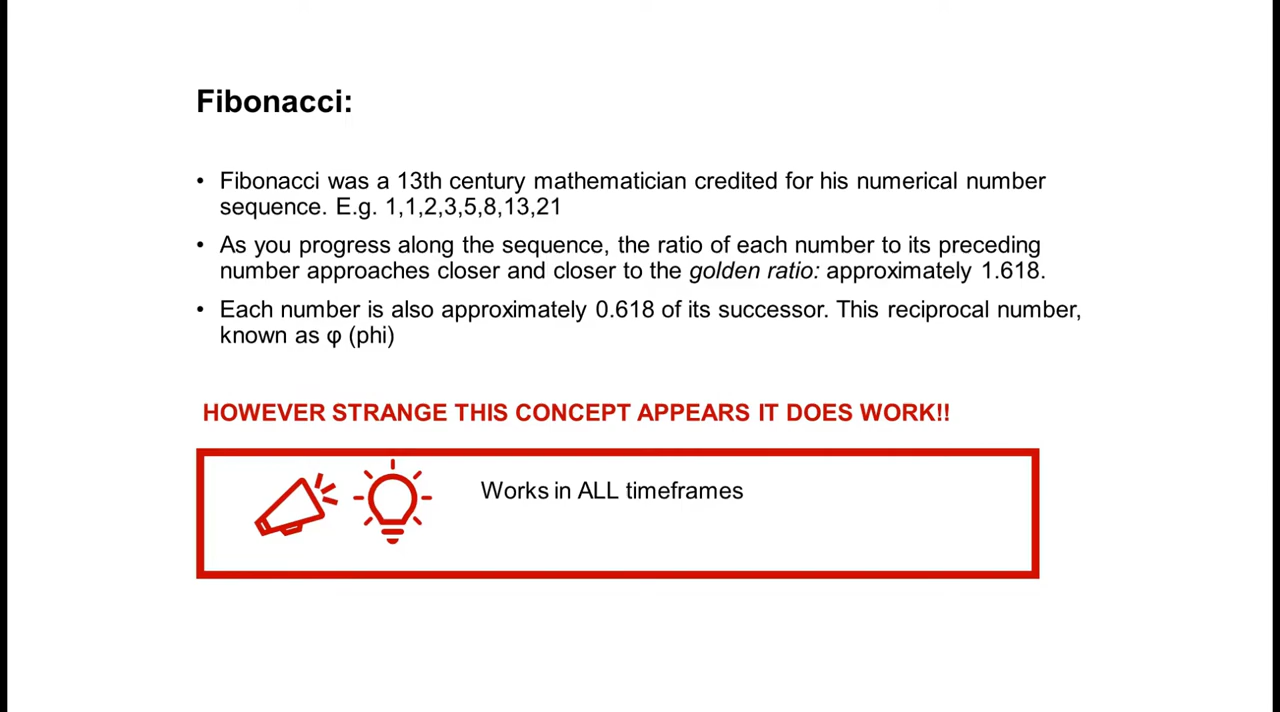 Fibonacci:
• Fibonacci was a 13th century mathematician credited for his numerical number
sequence. E.g. 1,1,2,3,5,8,13,21
• As you progress along the sequence, the ratio of each number to its preceding
number approaches closer and closer to the golden ratio: approximately 1.618.
• Each number is also approximately 0.618 of its successor. This reciprocal number,
known as φ (phi)
HOWEVER STRANGE THIS CONCEPT APPEARS IT DOES WORK!!
Works in ALL timeframes